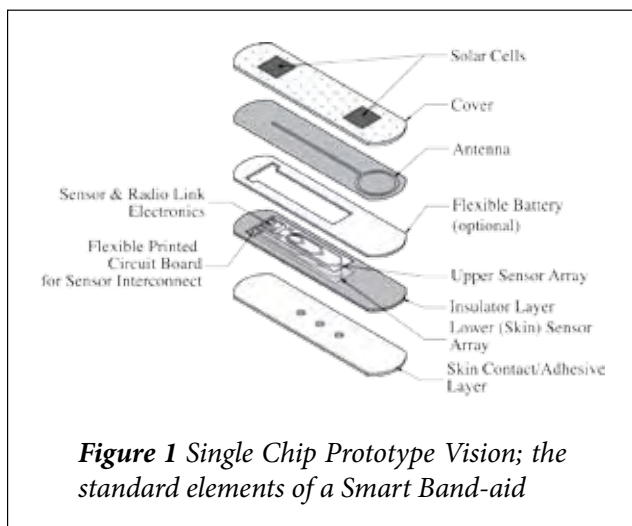 Solar Cells
Cover
Antenna
Sensor & Radio Link
Electronics
Flexible Battery
(optional)
Flexible Printed
Circuit Board
for Sensor Interconnect
Upper Sensor Array
Insulator Layer
Lower (Skin) Sensor
Array
Skin Contact/Adhesive
Layer
Figure 1 Single Chip Prototype Vision; the
standard elements of a Smart Band-aid